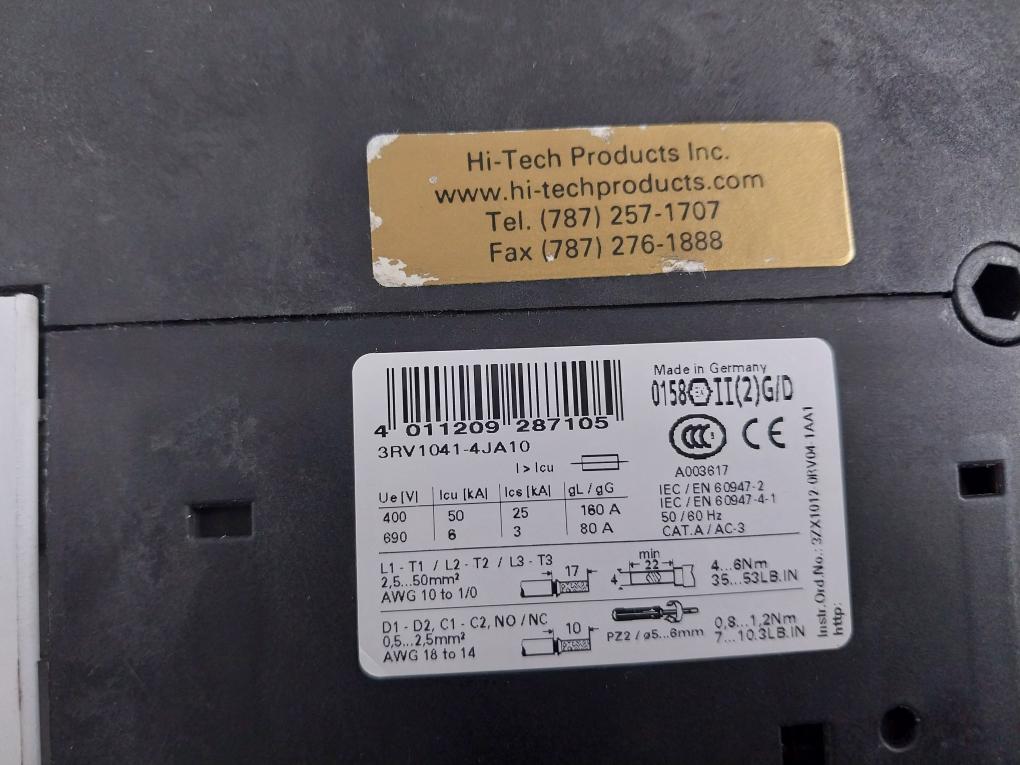 Hi-Tech Products Inc.
www.hi-techproducts.com
Tel. (787) 257-1707
Fax (787) 276-1888
4 011209 287105
3RV1041-4JA10
I > Icu
Made in Germany
0158 II(2)G/D
CCC CE
A003617
IEC / EN 60947-2
IEC / EN 60947-4-1
50 / 60 Hz
CAT. A / AC-3
Ue [V] Icu [kA] Ics [kA] gL / gG
400 50 25 160 A
690 6 3 80 A
L1 - T1 / L2 - T2 / L3 - T3
2,5...50mm²
AWG 10 to 1/0
17
min
22
4
4...6Nm
35...53LB.IN
D1 - D2, C1 - C2, NO / NC
0,5...2,5mm²
AWG 18 to 14
10
PZ2 / ø5...6mm
0,8...1,2Nm
7...10.3LB.IN
Instr.Ord.No.: 3ZX1012-0RV04-1AA1
http: